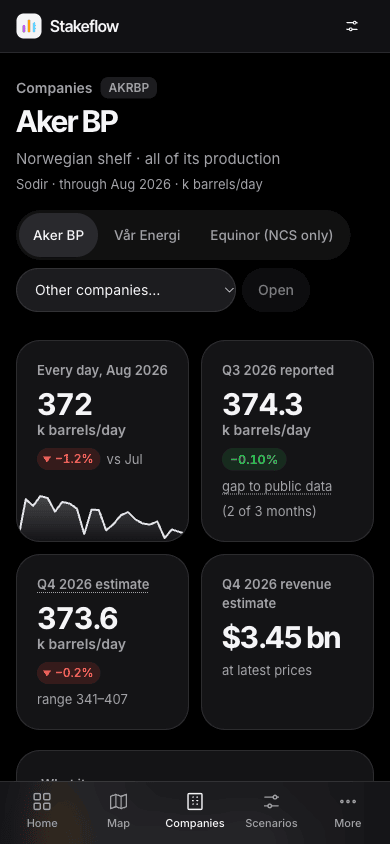 Stakeflow
Companies AKRBP
Aker BP
Norwegian shelf · all of its production
Sodir · through Aug 2026 · k barrels/day
Aker BP Vår Energi Equinor (NCS only)
Other companies... Open
Every day, Aug 2026
372
k barrels/day
▼ −1.2% vs Jul
Q3 2026 reported
374.3
k barrels/day
−0.10%
gap to public data
(2 of 3 months)
Q4 2026 estimate
373.6
k barrels/day
▼ −0.2%
range 341–407
Q4 2026 revenue
estimate
$3.45 bn
at latest prices
Home Map Companies Scenarios More